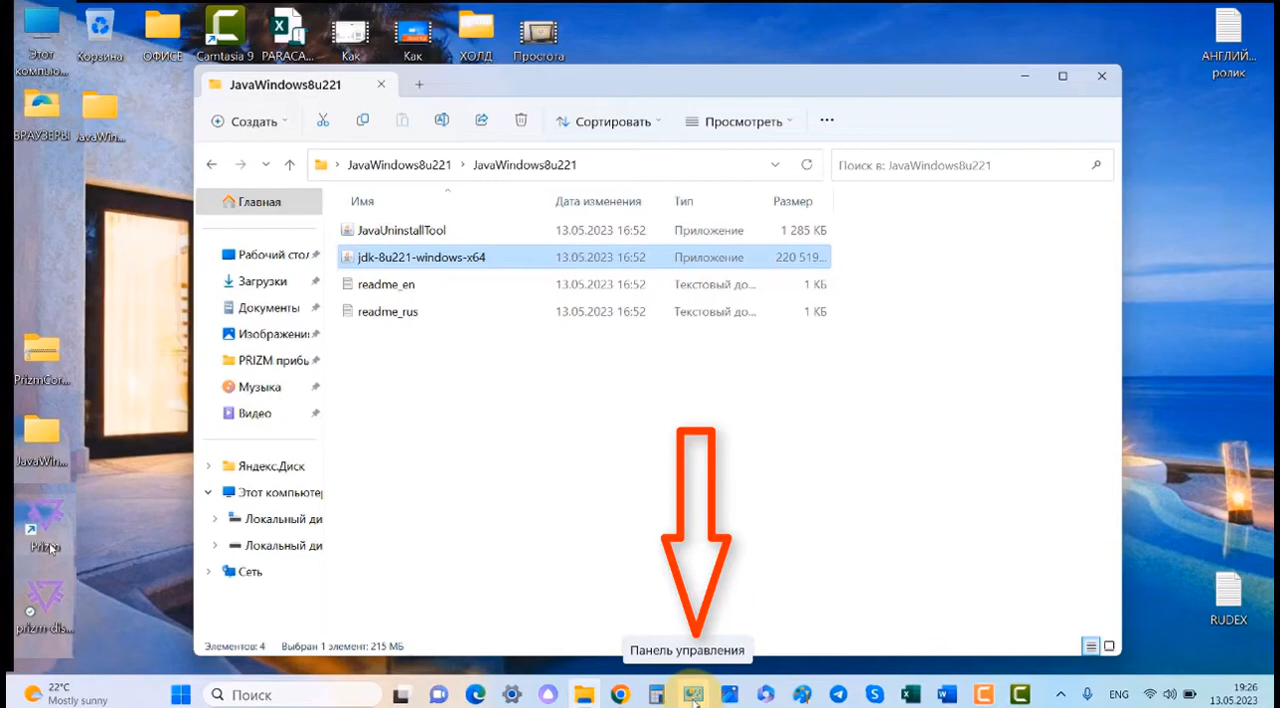 Этот
компью...
Корзина
ОФИСЕ
Camtasia 9
PARACA...
Как
Как
ХОЛД
Простота
АНГЛИЙ...
ролик
БРАУЗЕРЫ
JavaWin...
JavaWindows8u221
Создать
Сортировать
Просмотреть
JavaWindows8u221 > JavaWindows8u221
Поиск в: JavaWindows8u221
Главная
Имя Дата изменения Тип Размер
JavaUninstallTool 13.05.2023 16:52 Приложение 1 285 КБ
jdk-8u221-windows-x64 13.05.2023 16:52 Приложение 220 519...
readme_en 13.05.2023 16:52 Текстовый до... 1 КБ
readme_rus 13.05.2023 16:52 Текстовый до... 1 КБ
Рабочий стол
Загрузки
Документы
Изображени
PRIZM прибы
Музыка
Видео
Яндекс.Диск
Этот компьютер
Локальный ди
Локальный ди
Сеть
PrizmCor...
JavaWin...
Prizm
prizm-dis...
RUDEX
Элементов: 4 Выбран 1 элемент: 215 МБ
Панель управления
22°C
Mostly sunny
Поиск
ENG
19:26
13.05.2023